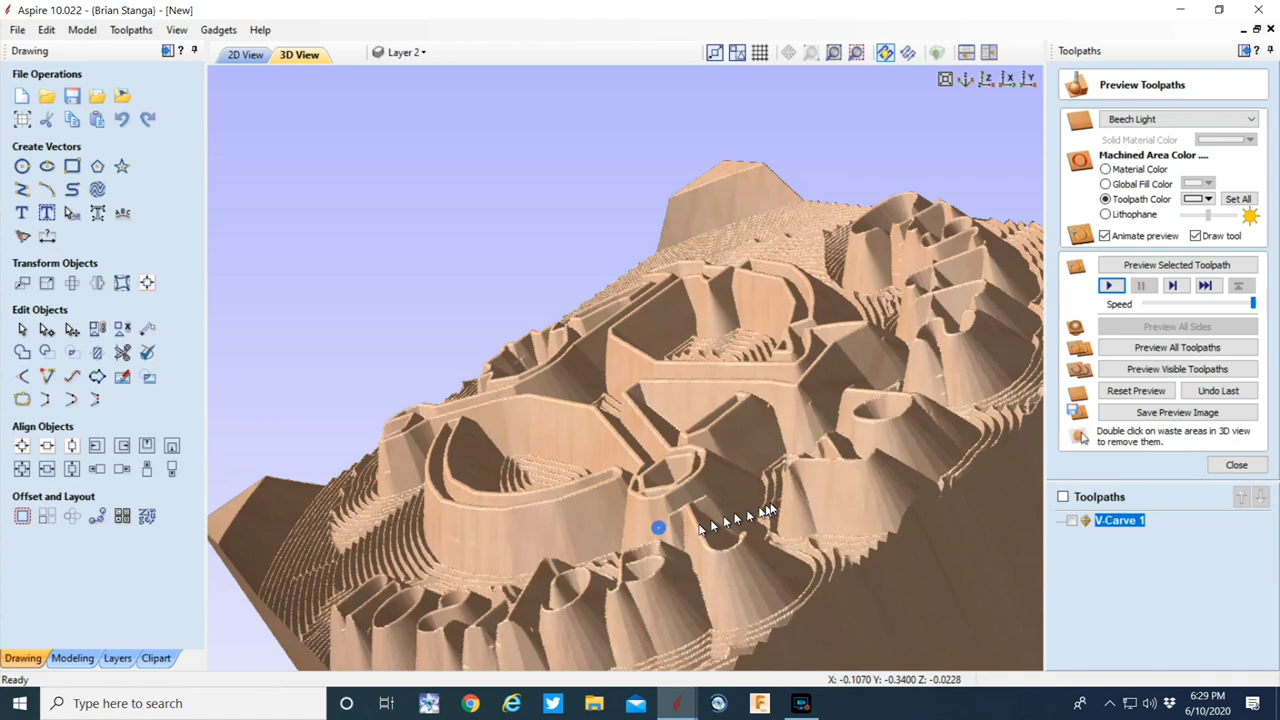 Aspire 10.022 - (Brian Stanga) - [New]
File Edit Model Toolpaths View Gadgets Help
Drawing
2D View 3D View Layer 2
Toolpaths
File Operations
Create Vectors
Transform Objects
Edit Objects
Align Objects
Offset and Layout
Drawing Modeling Layers Clipart
Preview Toolpaths
Beech Light
Solid Material Color
Machined Area Color ....
Material Color
Global Fill Color
Toolpath Color Set All
Lithophane
Animate preview Draw tool
Preview Selected Toolpath
Speed
Preview All Sides
Preview All Toolpaths
Preview Visible Toolpaths
Reset Preview Undo Last
Save Preview Image
Double click on waste areas in 3D view
to remove them.
Close
Toolpaths
V-Carve 1
Ready X: -0.1070 Y: -0.3400 Z: -0.0228
Type here to search
6:29 PM
6/10/2020